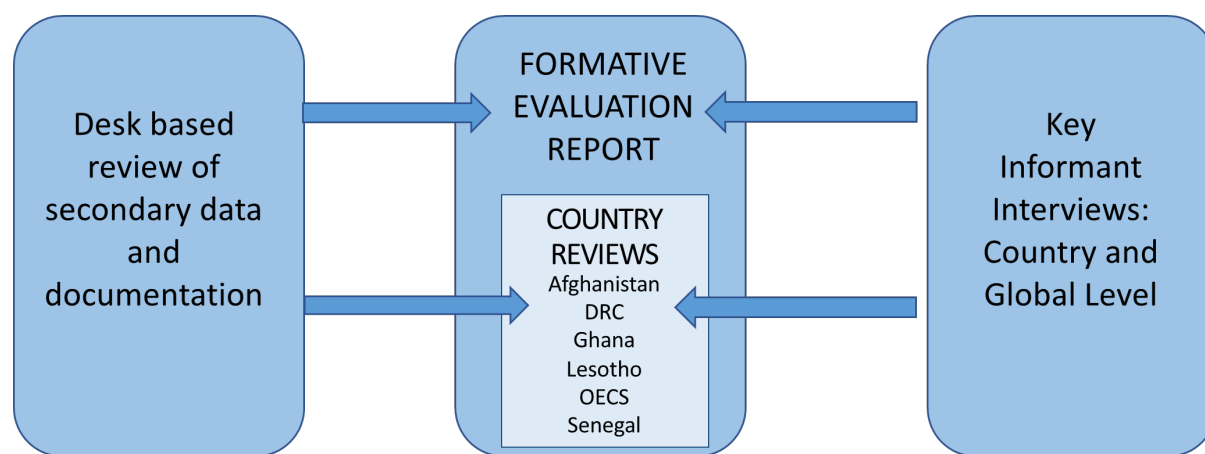 Desk based
review of
secondary data
and
documentation
FORMATIVE
EVALUATION
REPORT
COUNTRY
REVIEWS
Afghanistan
DRC
Ghana
Lesotho
OECS
Senegal
Key
Informant
Interviews:
Country and
Global Level